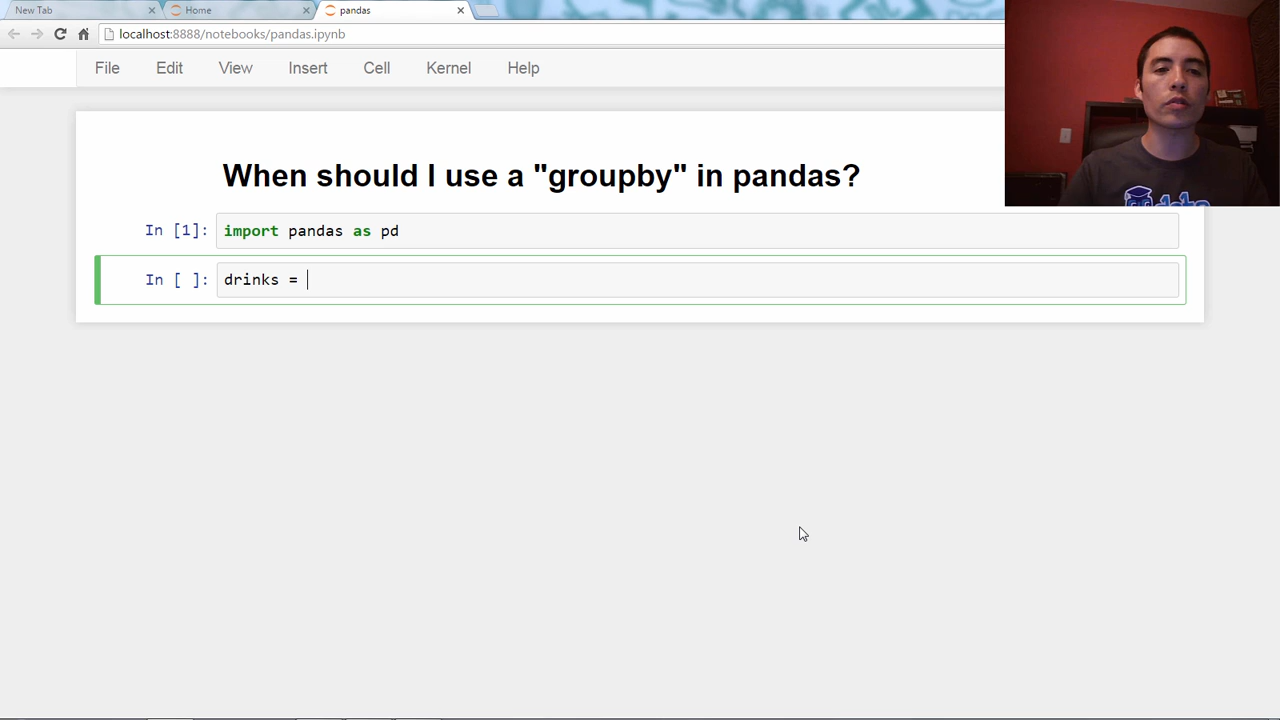 New Tab
Home
pandas
localhost:8888/notebooks/pandas.ipynb
File Edit View Insert Cell Kernel Help
When should I use a "groupby" in pandas?
In [1]: import pandas as pd
In [ ]: drinks =